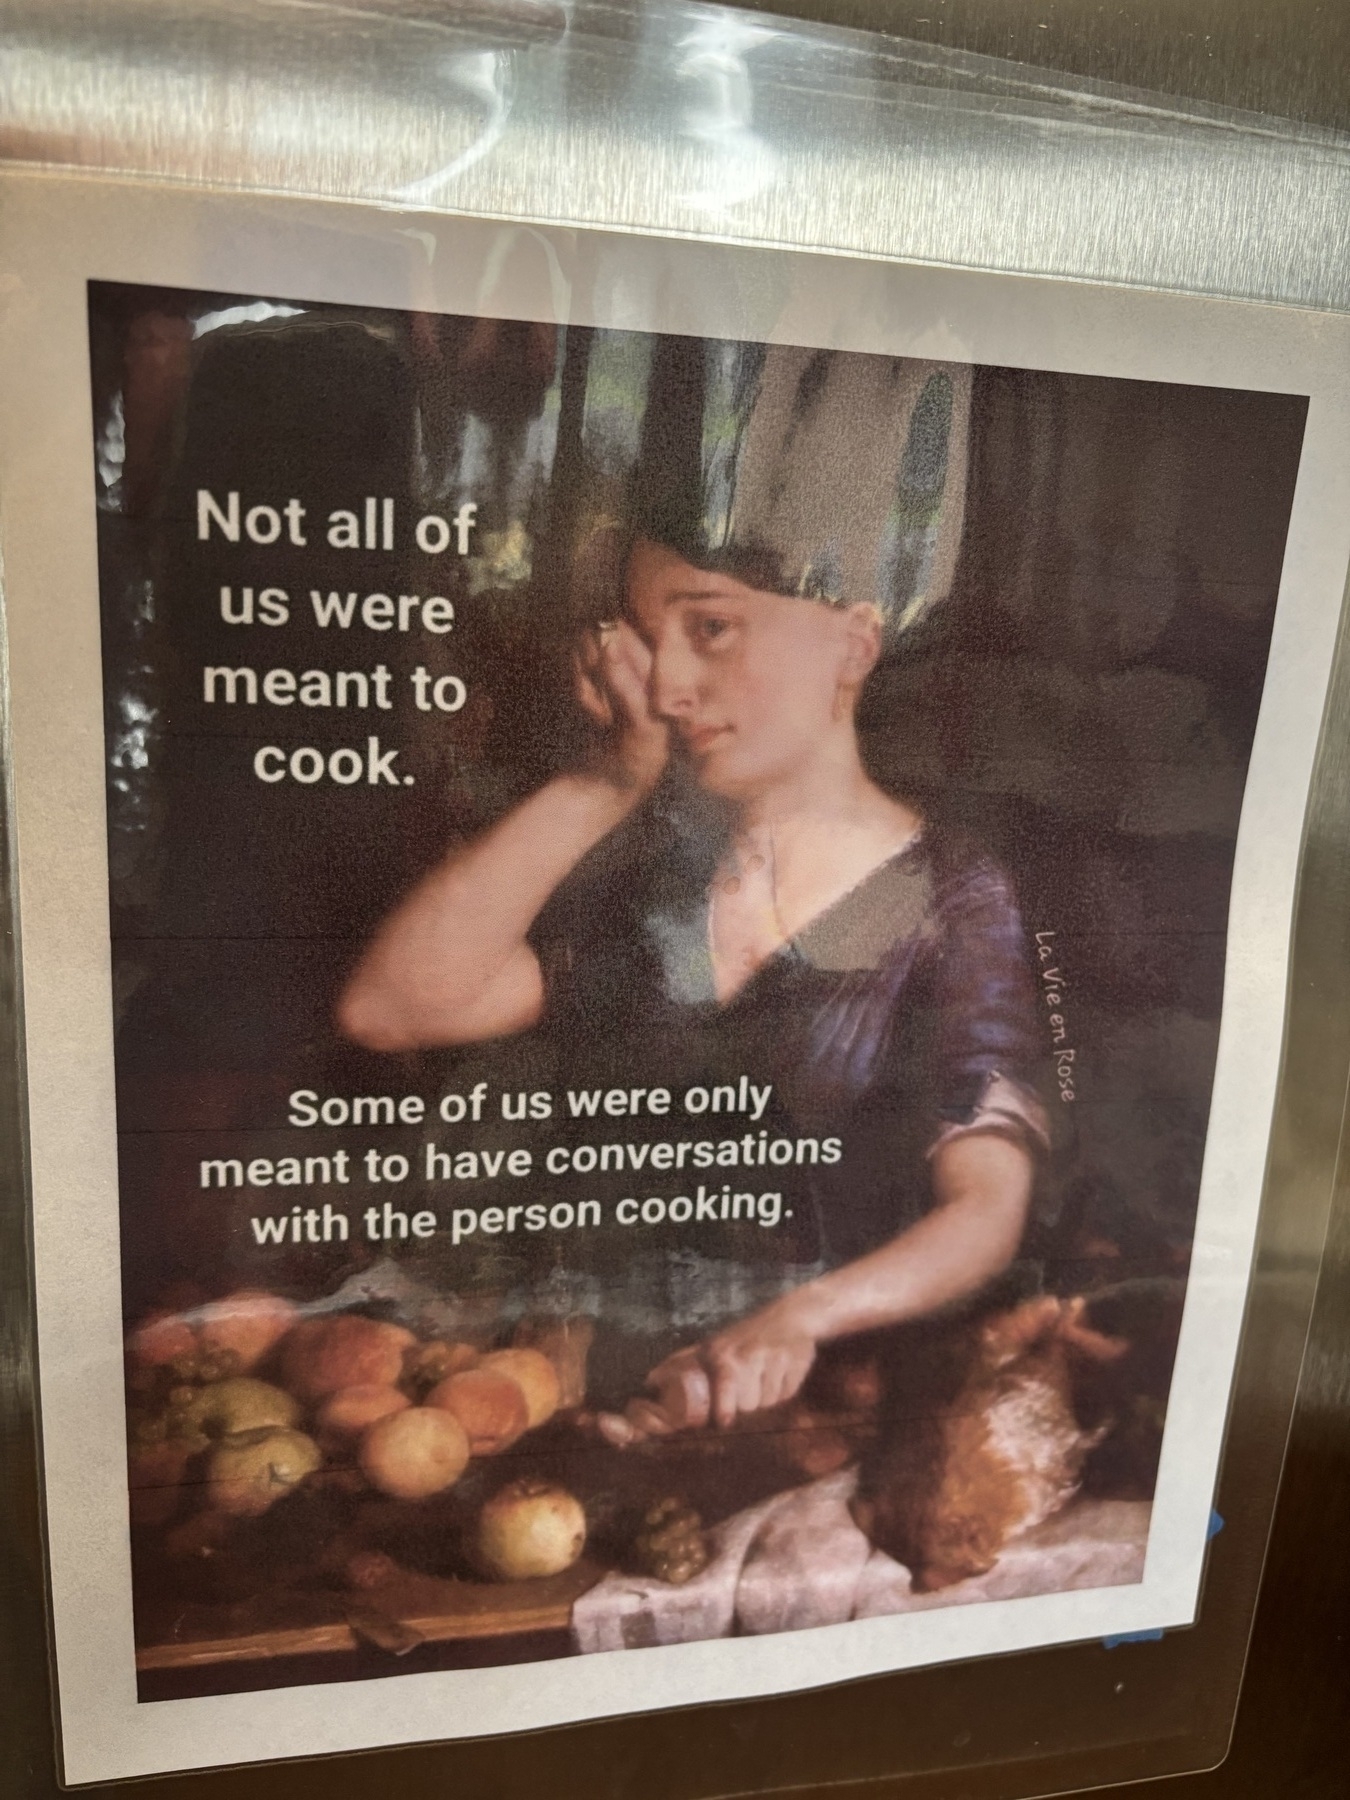 Not all of
us were
meant to
cook.
La Vie en Rose
Some of us were only
meant to have conversations
with the person cooking.